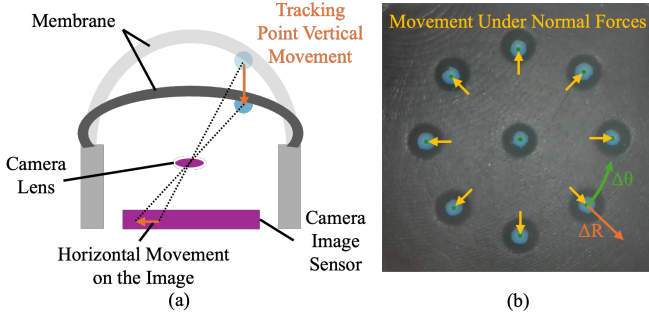 Membrane
Tracking
Point Vertical
Movement
Camera
Lens
Horizontal Movement
on the Image
Camera
Image
Sensor
(a)
Movement Under Normal Forces
Δθ
ΔR
(b)